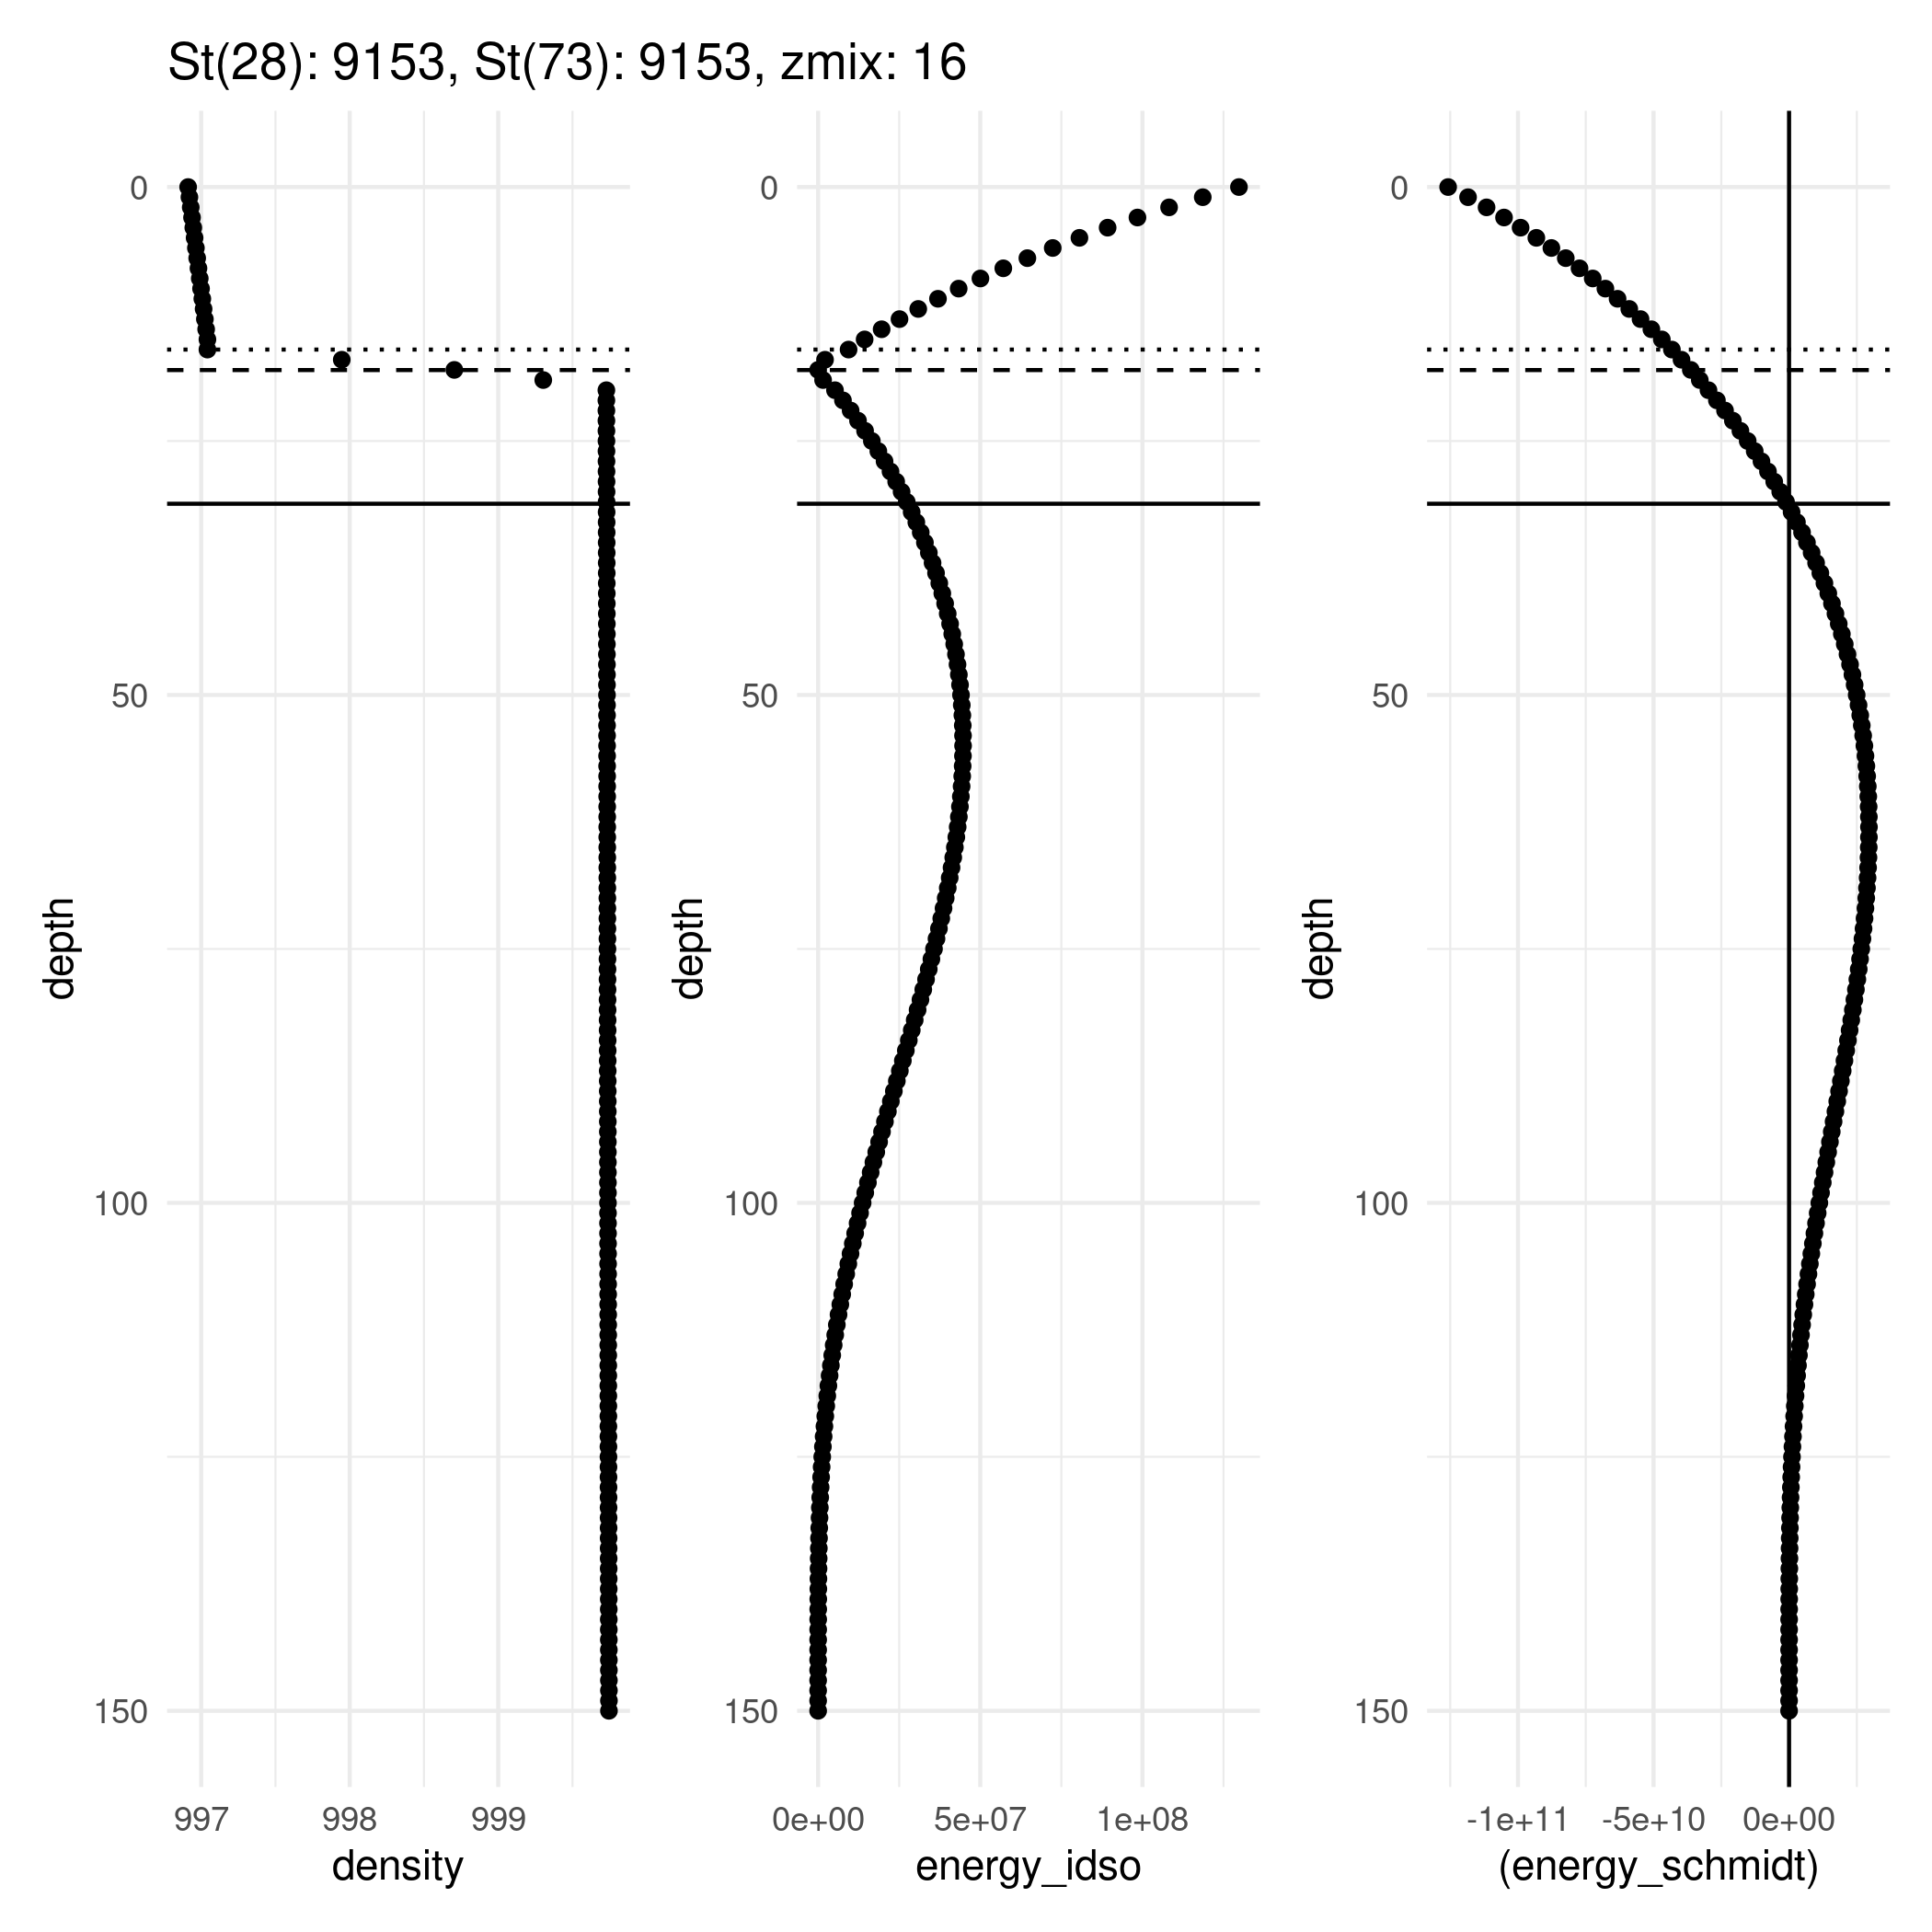 St(28): 9153, St(73): 9153, zmix: 16
0
50
100
150
depth
997
998
999
density
0
50
100
150
depth
0e+00
5e+07
1e+08
energy_idso
0
50
100
150
depth
-1e+11
-5e+10
0e+00
(energy_schmidt)